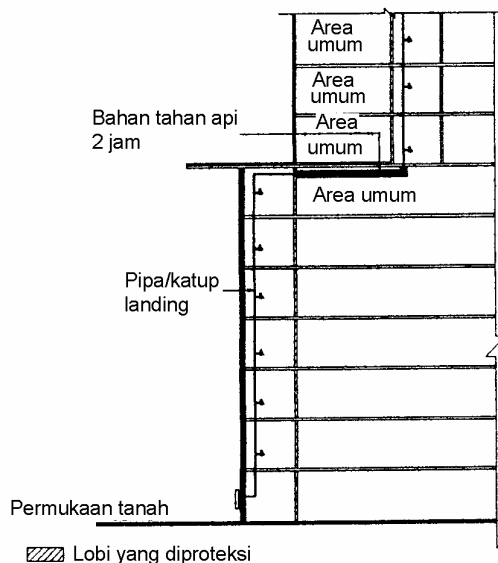 Area
umum
Area
umum
Bahan tahan api
2 jam
Area
umum
Area umum
Pipa/katup
landing
Permukaan tanah
Lobi yang diproteksi